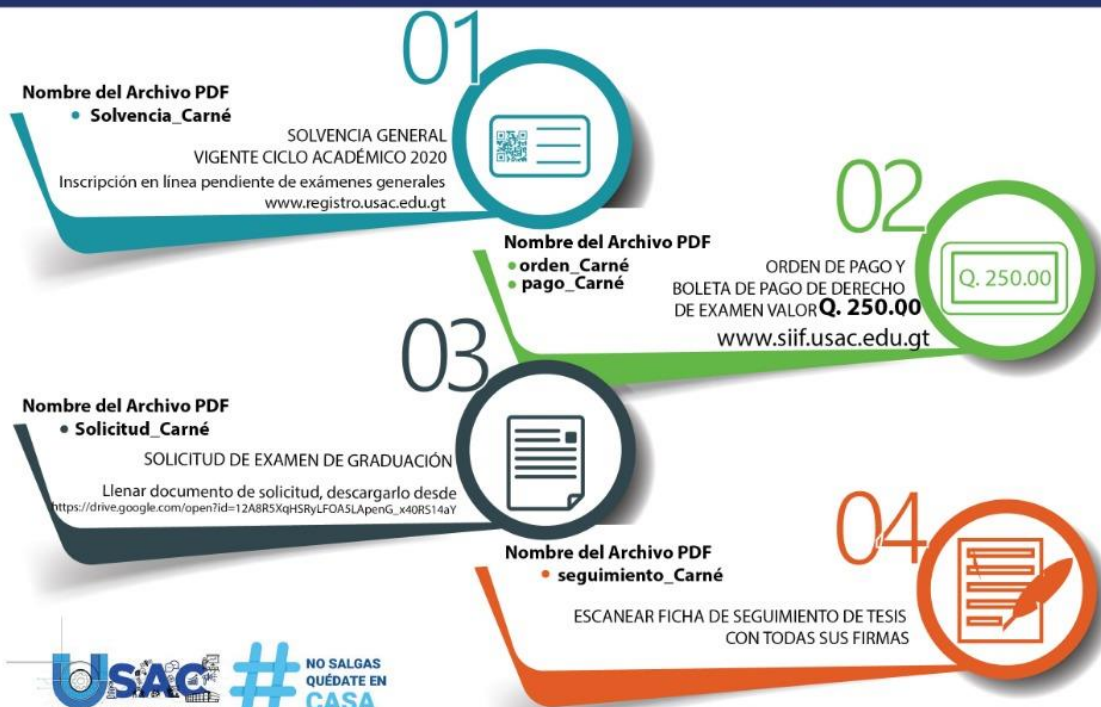 01
Nombre del Archivo PDF
• Solvencia_Carné
SOLVENCIA GENERAL
VIGENTE CICLO ACADÉMICO 2020
Inscripción en línea pendiente de exámenes generales
www.registro.usac.edu.gt
02
Nombre del Archivo PDF
• orden_Carné
• pago_Carné
ORDEN DE PAGO Y
BOLETA DE PAGO DE DERECHO
DE EXAMEN VALOR Q. 250.00
www.siif.usac.edu.gt
Q. 250.00
03
Nombre del Archivo PDF
• Solicitud_Carné
SOLICITUD DE EXAMEN DE GRADUACIÓN
Llenar documento de solicitud, descargarlo desde
https://drive.google.com/open?id=12A8R5XqHSRyLFOA5LApenG_x40RS14aY
04
Nombre del Archivo PDF
• seguimiento_Carné
ESCANEAR FICHA DE SEGUIMIENTO DE TESIS
CON TODAS SUS FIRMAS
USAC
# NO SALGAS
QUÉDATE EN
CASA